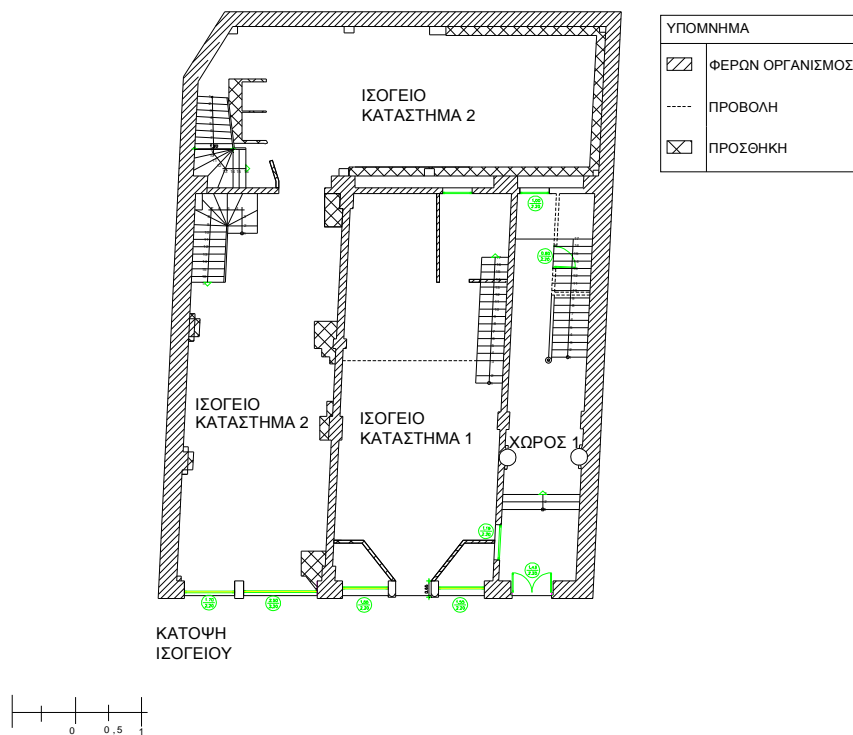 ΥΠΟΜΝΗΜΑ
ΦΕΡΩΝ ΟΡΓΑΝΙΣΜΟΣ
ΠΡΟΒΟΛΗ
ΠΡΟΣΘΗΚΗ
ΙΣΟΓΕΙΟ
ΚΑΤΑΣΤΗΜΑ 2
ΙΣΟΓΕΙΟ
ΚΑΤΑΣΤΗΜΑ 2
ΙΣΟΓΕΙΟ
ΚΑΤΑΣΤΗΜΑ 1
ΧΩΡΟΣ 1
ΚΑΤΟΨΗ
ΙΣΟΓΕΙΟΥ
0 0,5 1